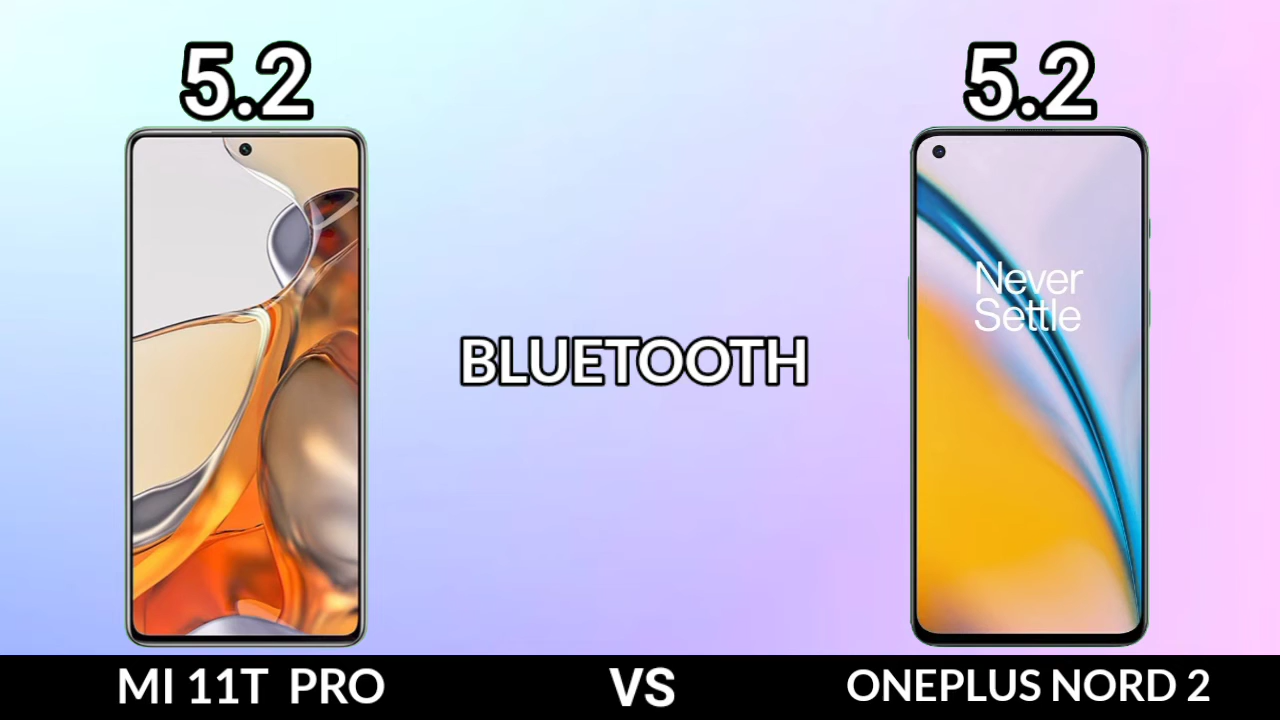 5.2
5.2
Never
Settle
BLUETOOTH
MI 11T PRO
VS
ONEPLUS NORD 2